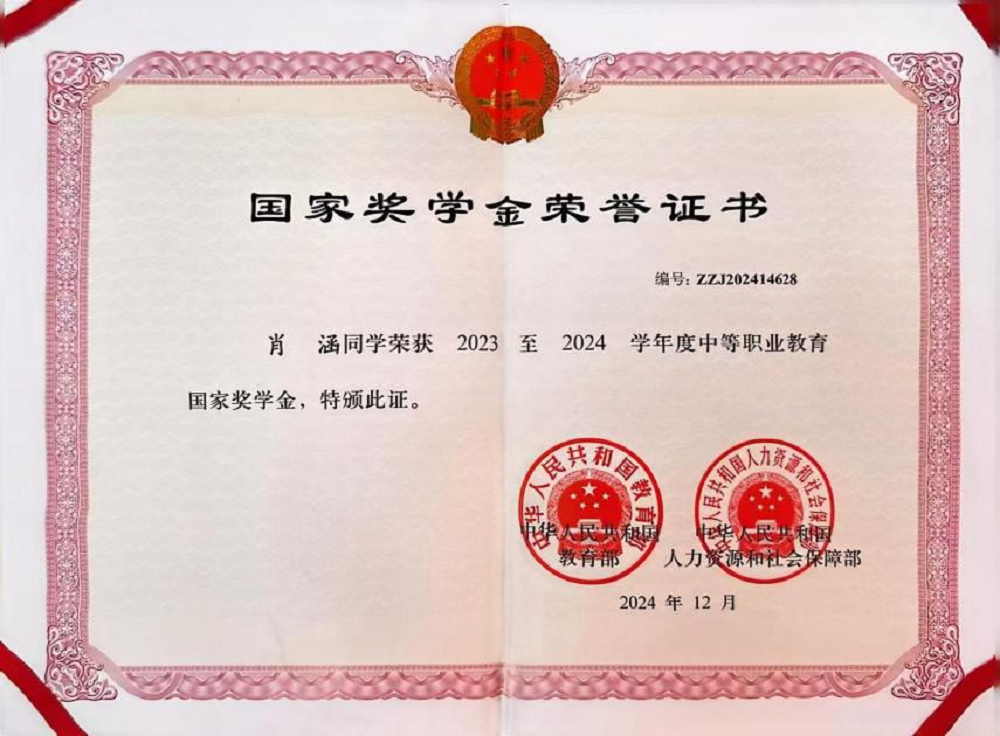 国家奖学金荣誉证书
编号：ZZJ202414628
肖 涵同学荣获 2023 至 2024 学年度中等职业教育
国家奖学金，特颁此证。
中华人民共和国教育部
中华人民共和国人力资源和社会保障部
中华人民共和国
教育部
中华人民共和国
人力资源和社会保障部
2024 年 12 月